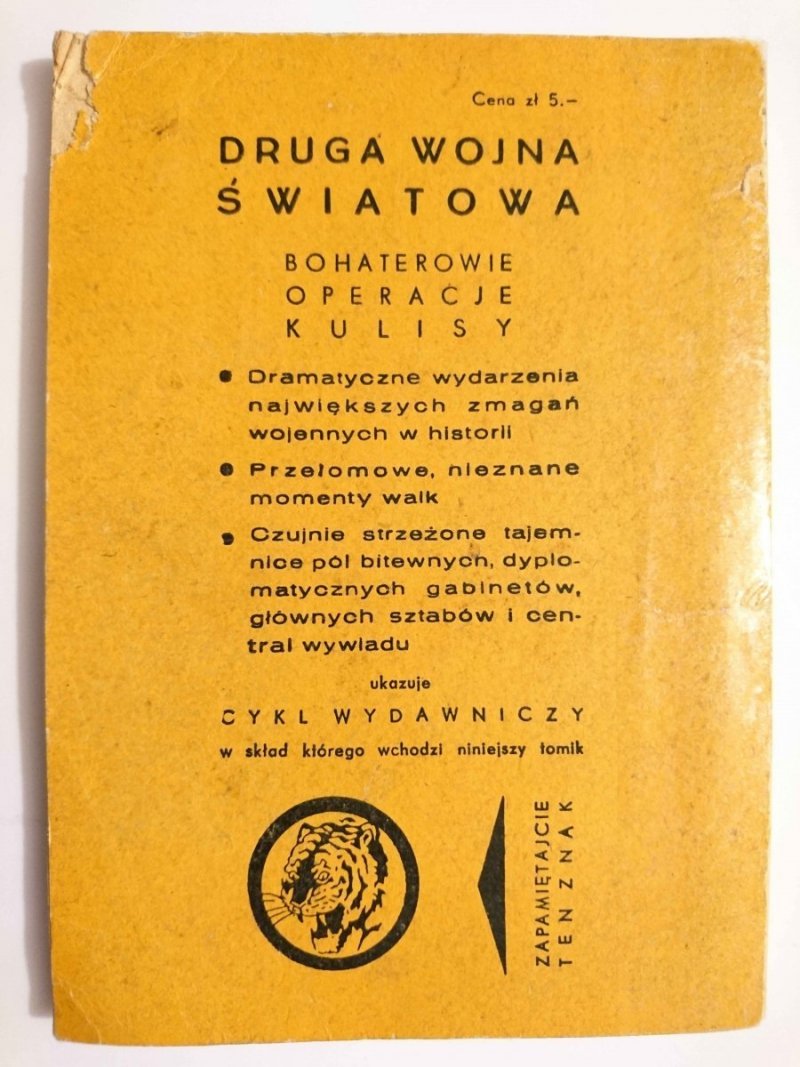 Cena zł 5.–
DRUGA WOJNA
ŚWIATOWA
BOHATEROWIE
OPERACJE
KULISY
• Dramatyczne wydarzenia
największych zmagań
wojennych w historii
• Przełomowe, nieznane
momenty walk
• Czujnie strzeżone tajem-
nice pól bitewnych, dyplo-
matycznych gabinetów,
głównych sztabów i cen-
tral wywiadu
ukazuje
CYKL WYDAWNICZY
w skład którego wchodzi niniejszy tomik
ZAPAMIĘTAJCIE
TEN ZNAK